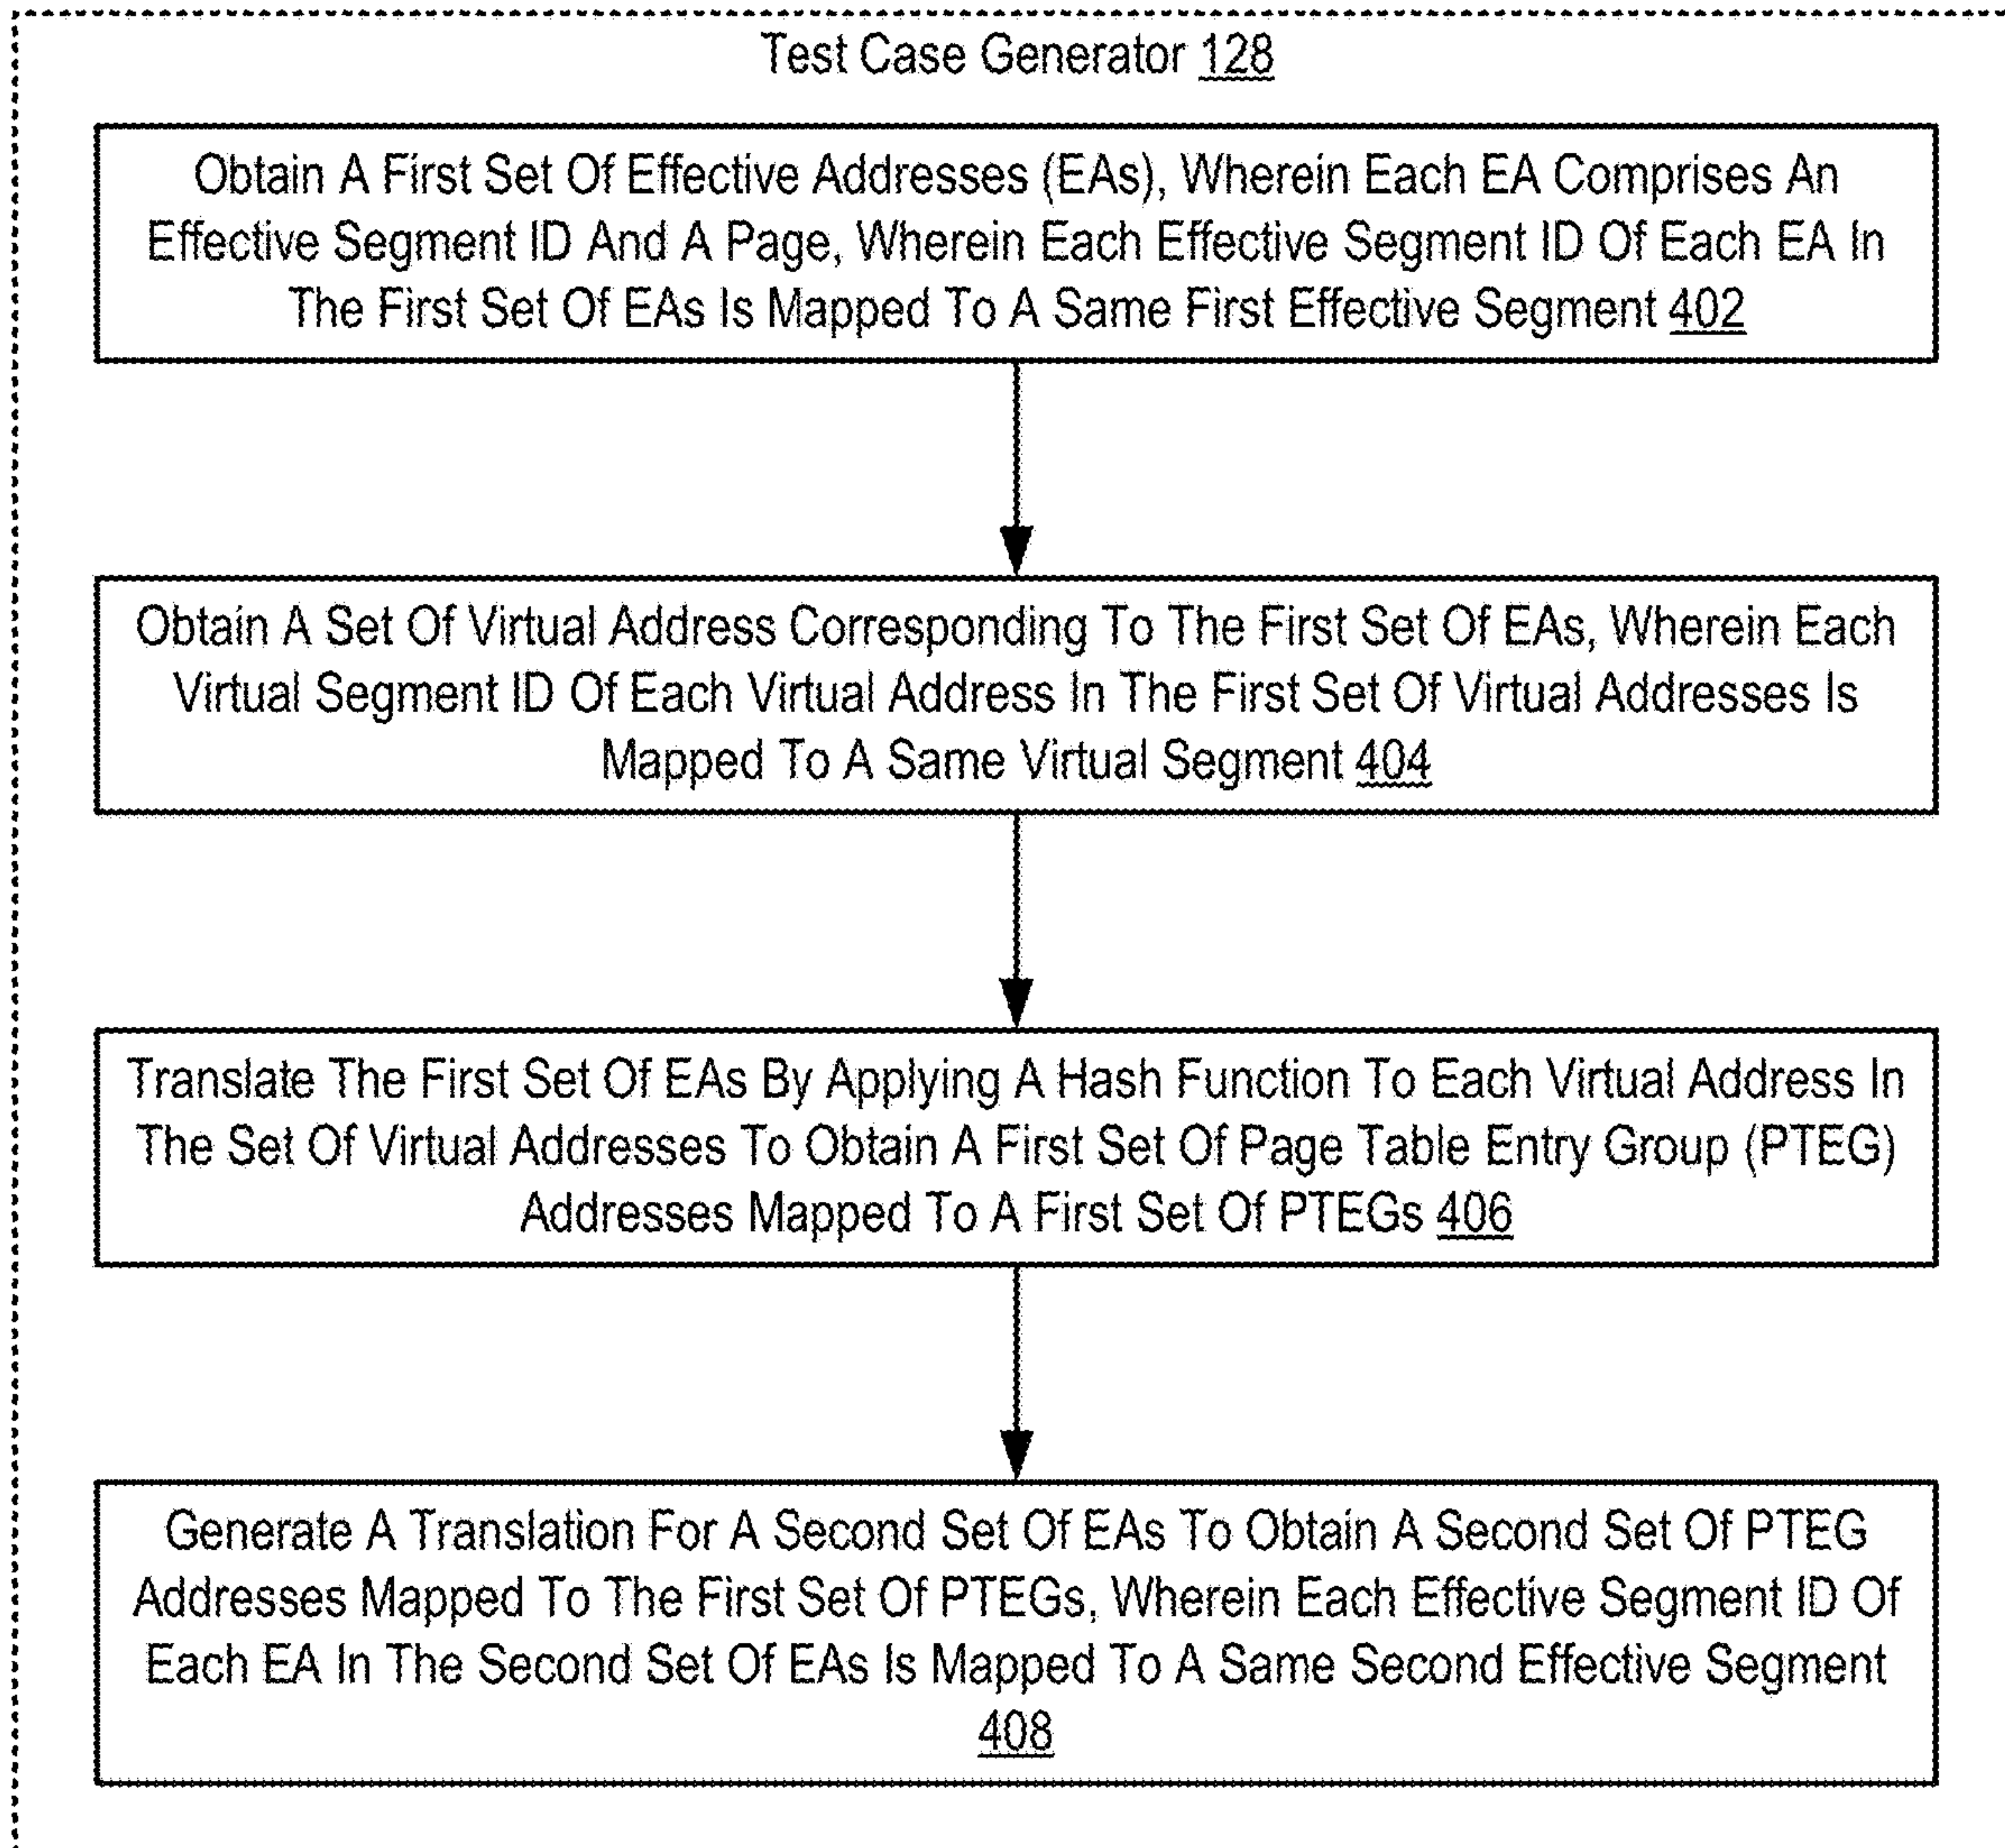 Test Case Generator 128
Obtain A First Set Of Effective Addresses (EAs), Wherein Each EA Comprises An
Effective Segment ID And A Page, Wherein Each Effective Segment ID Of Each EA In
The First Set Of EAs Is Mapped To A Same First Effective Segment 402
Obtain A Set Of Virtual Address Corresponding To The First Set Of EAs, Wherein Each
Virtual Segment ID Of Each Virtual Address In The First Set Of Virtual Addresses Is
Mapped To A Same Virtual Segment 404
Translate The First Set Of EAs By Applying A Hash Function To Each Virtual Address In
The Set Of Virtual Addresses To Obtain A First Set Of Page Table Entry Group (PTEG)
Addresses Mapped To A First Set Of PTEGs 406
Generate A Translation For A Second Set Of EAs To Obtain A Second Set Of PTEG
Addresses Mapped To The First Set Of PTEGs, Wherein Each Effective Segment ID Of
Each EA In The Second Set Of EAs Is Mapped To A Same Second Effective Segment
408